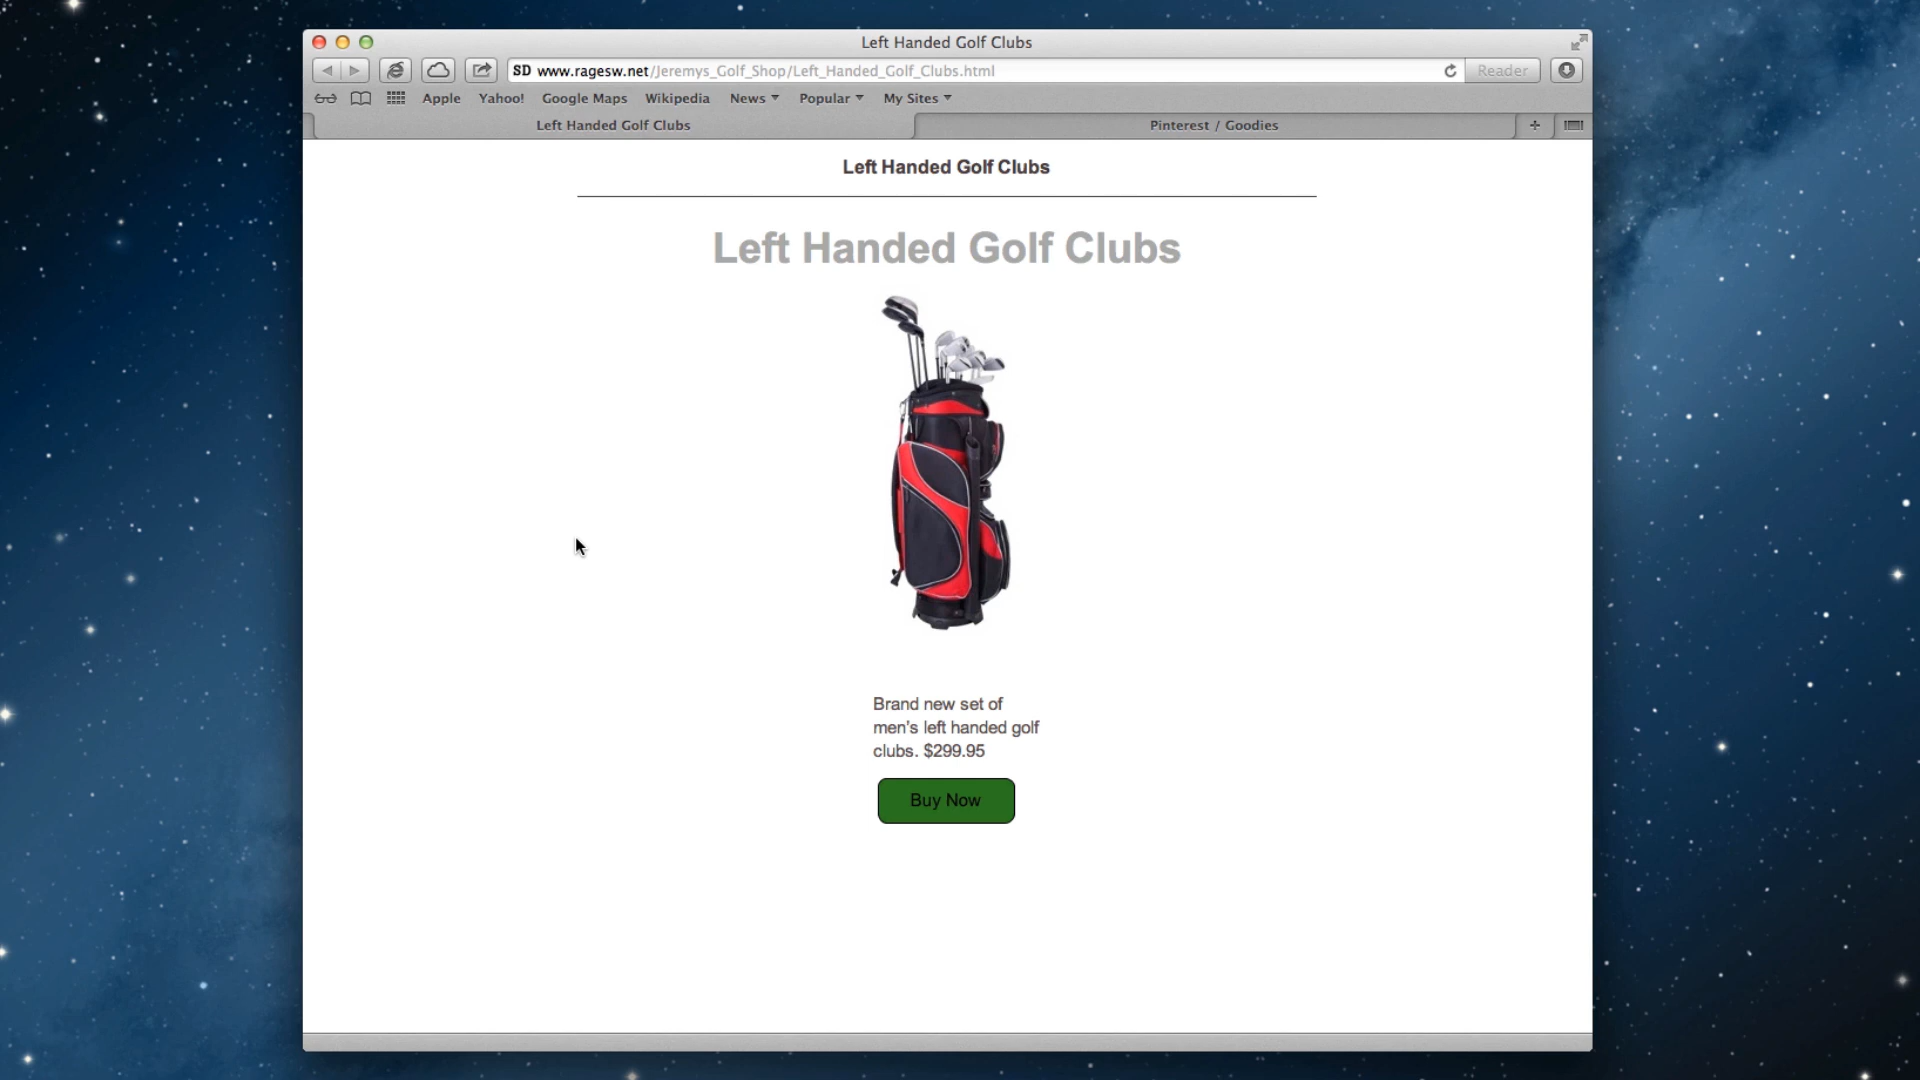 Left Handed Golf Clubs
SD www.ragesw.net/Jeremys_Golf_Shop/Left_Handed_Golf_Clubs.html
Reader
Apple Yahoo! Google Maps Wikipedia News Popular My Sites
Left Handed Golf Clubs
Pinterest / Goodies
Left Handed Golf Clubs
Left Handed Golf Clubs
Brand new set of
men's left handed golf
clubs. $299.95
Buy Now